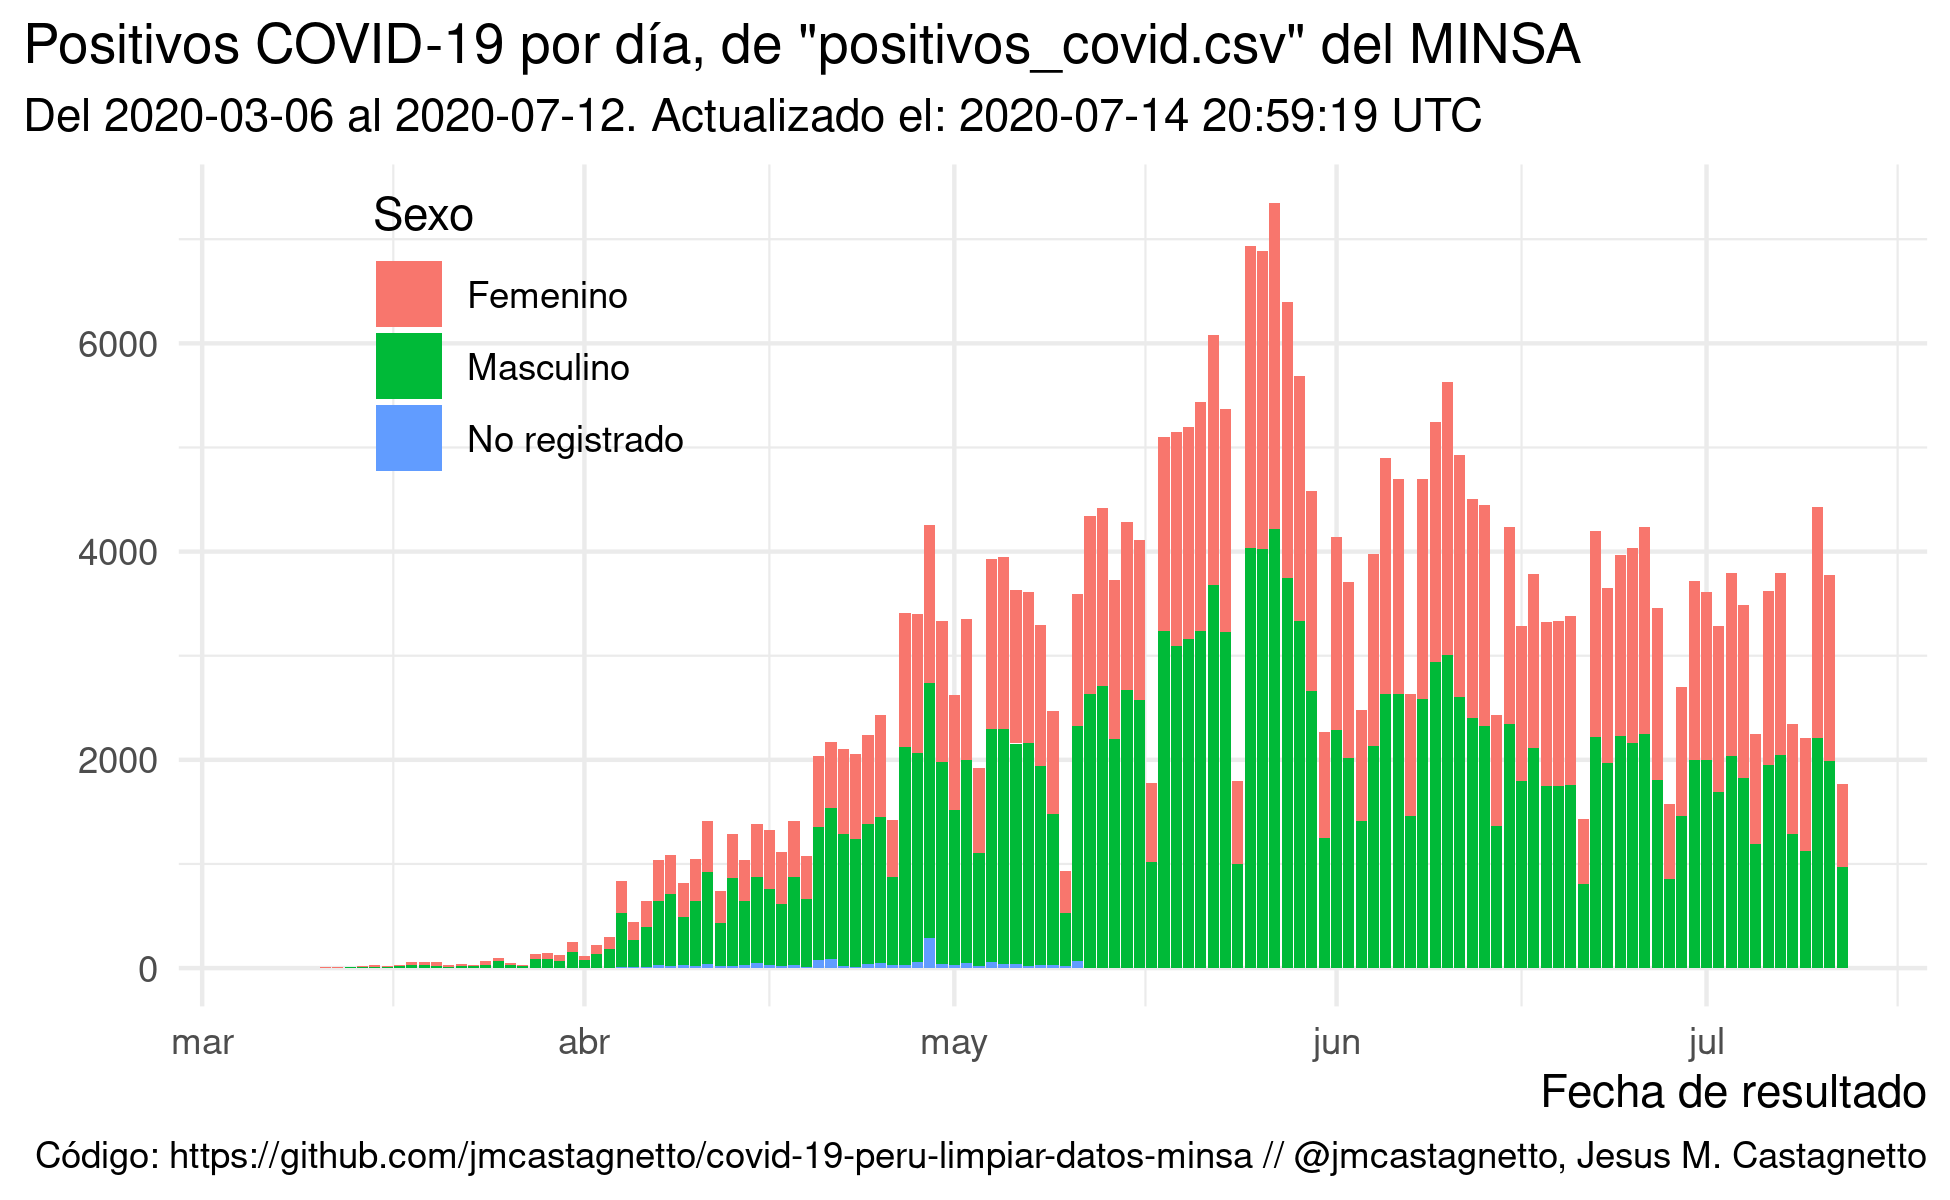 Positivos COVID-19 por día, de "positivos_covid.csv" del MINSA
Del 2020-03-06 al 2020-07-12. Actualizado el: 2020-07-14 20:59:19 UTC
Sexo
Femenino
Masculino
No registrado
6000
4000
2000
0
mar abr may jun jul
Fecha de resultado
Código: https://github.com/jmcastagnetto/covid-19-peru-limpiar-datos-minsa // @jmcastagnetto, Jesus M. Castagnetto